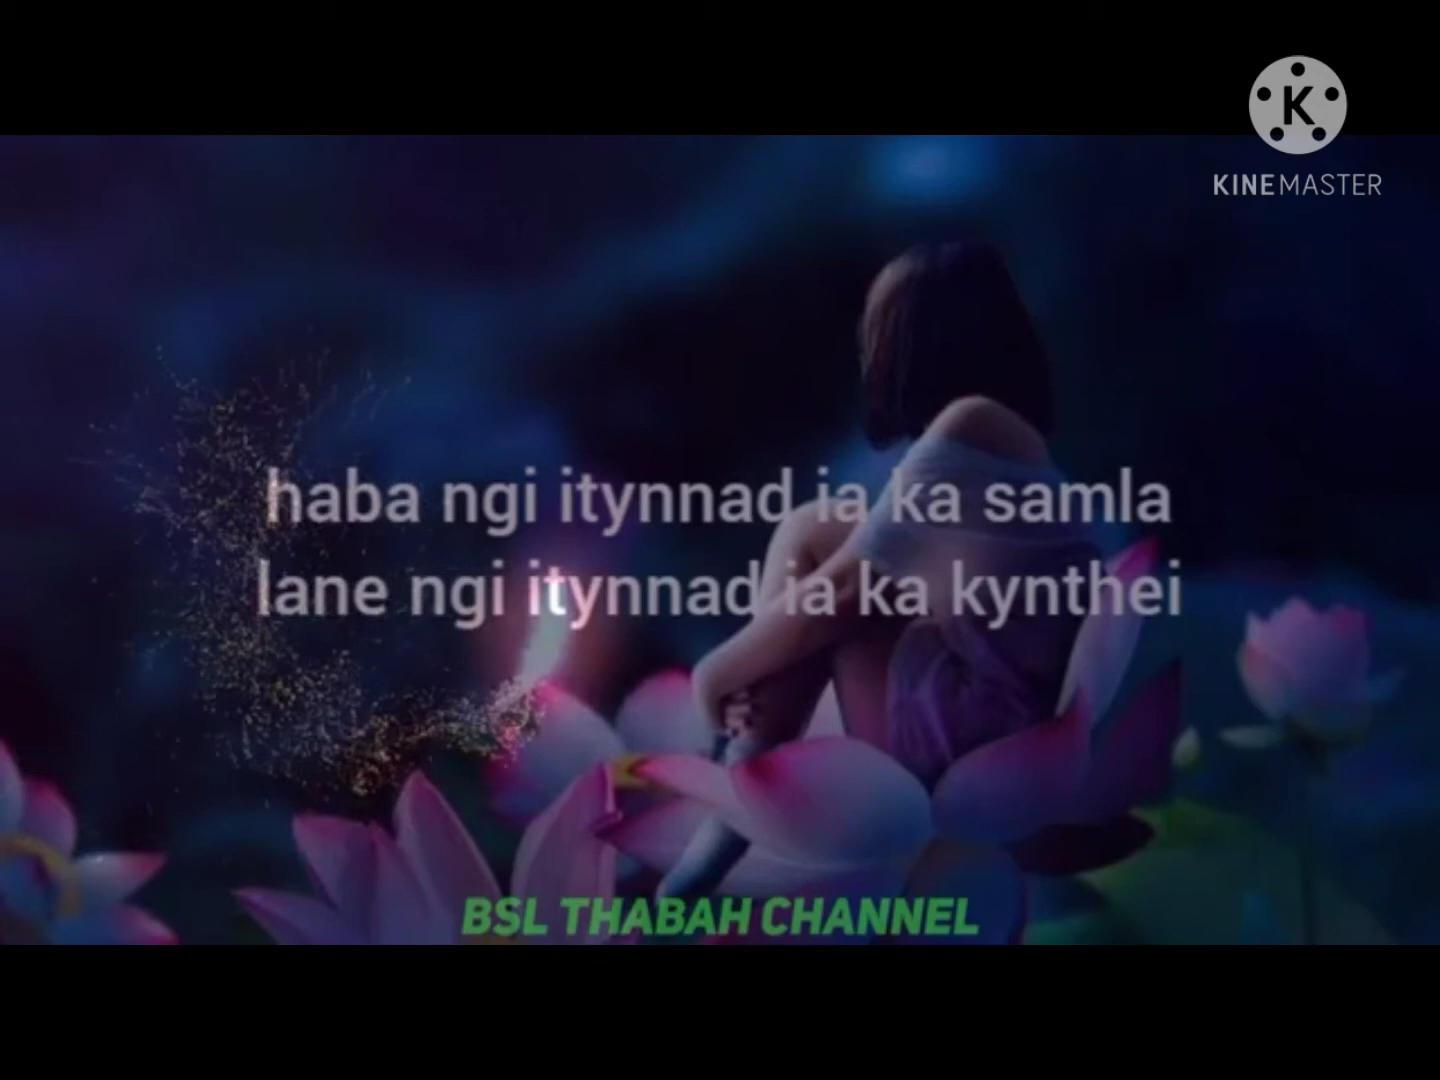 K
KINEMASTER
haba ngi itynnad ia ka samla
lane ngi itynnad ia ka kynthei
BSL THABAH CHANNEL